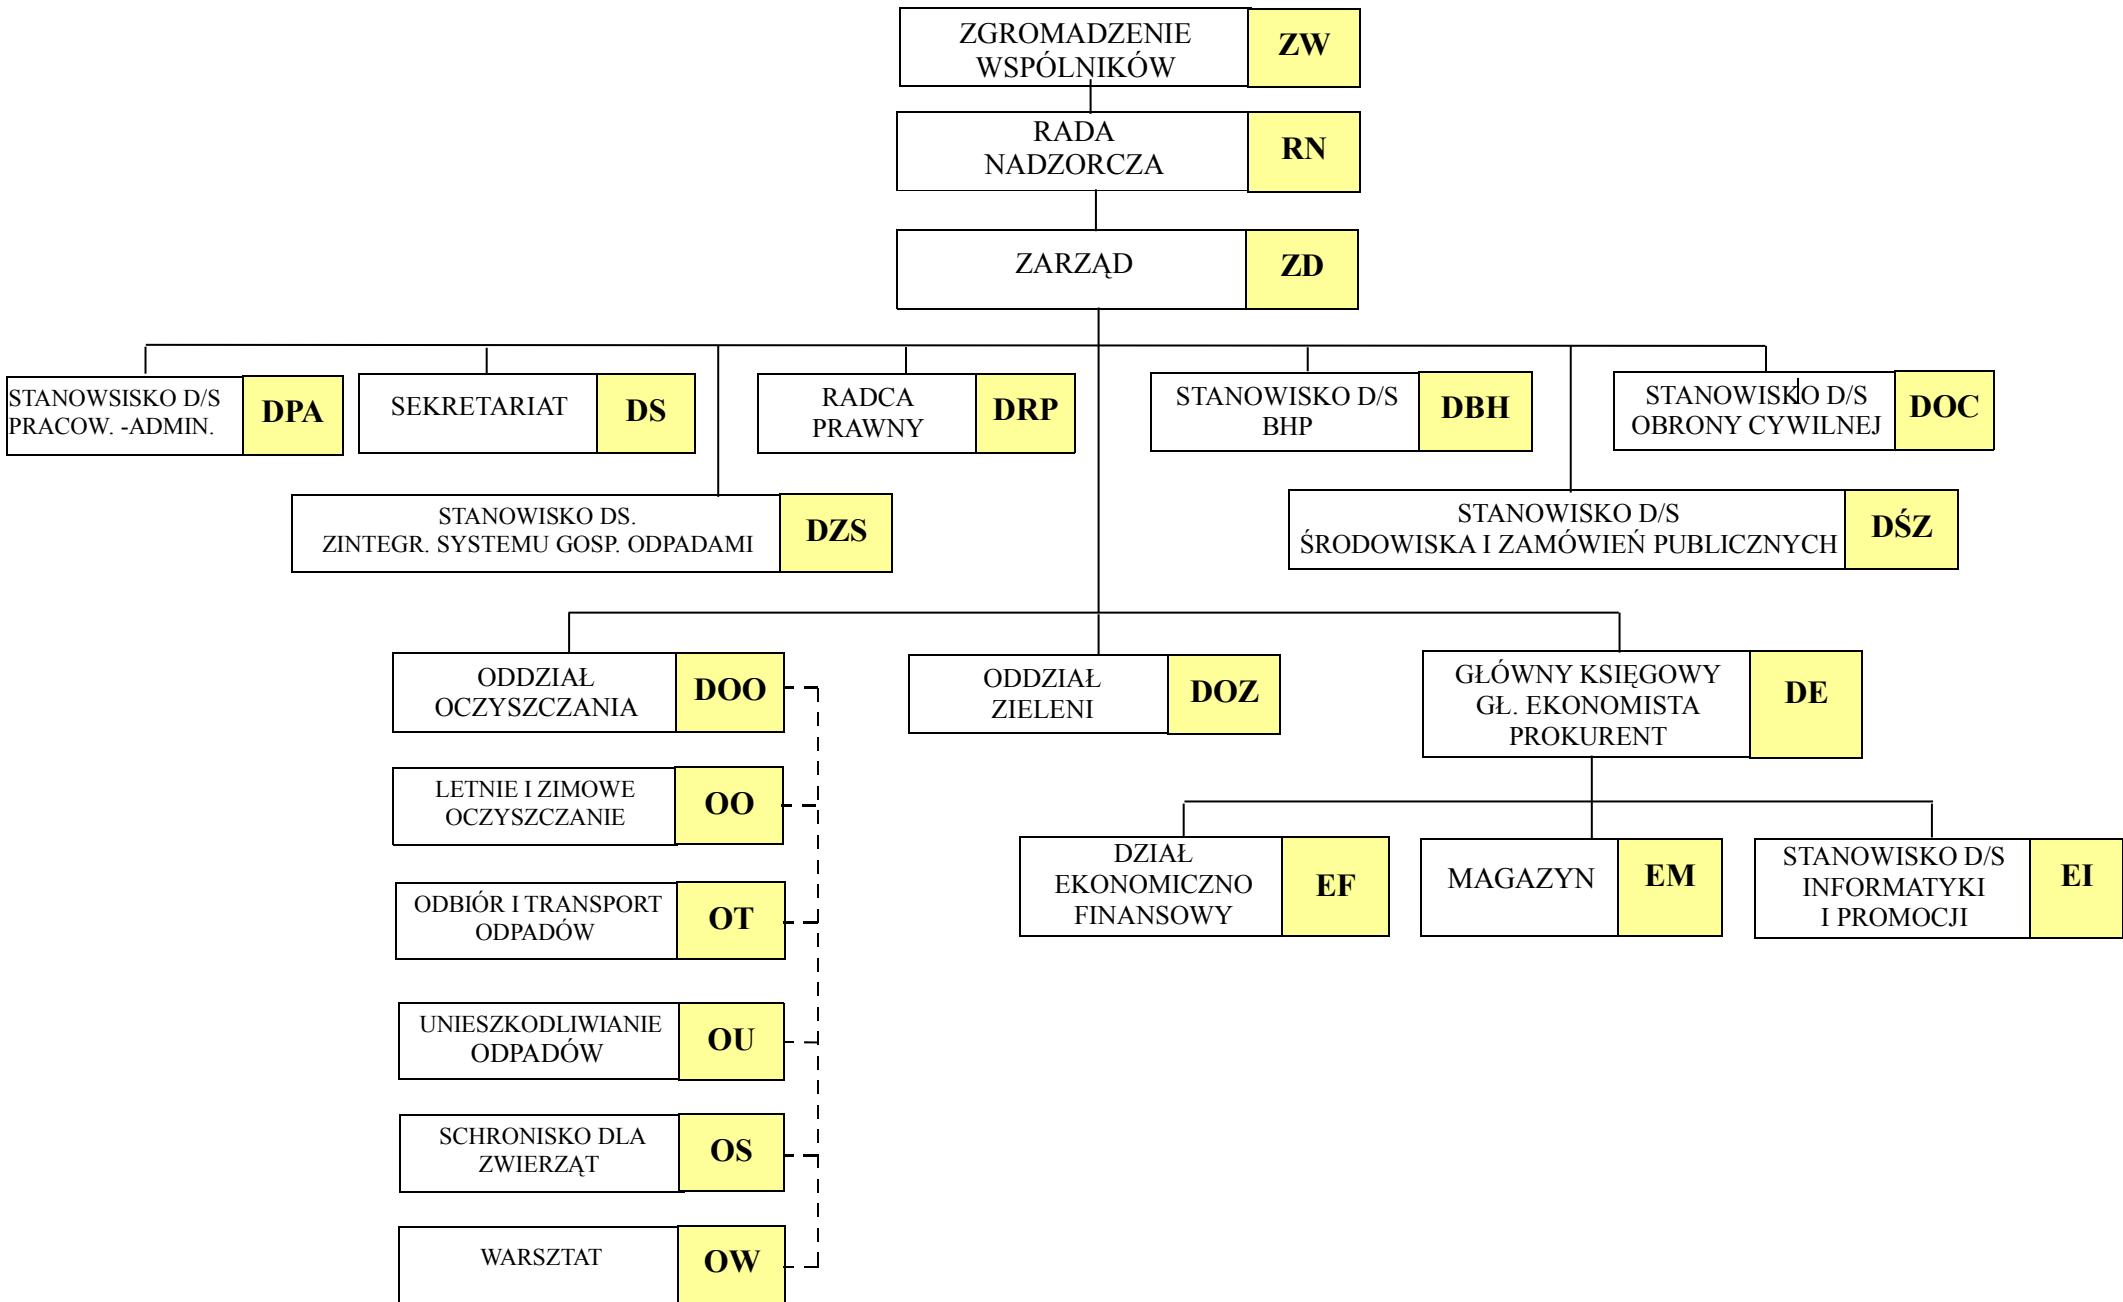 ZGROMADZENIE
WSPÓLNIKÓW
ZW
RADA
NADZORCZA
RN
ZARZĄD
ZD
STANOWSISKO D/S
PRACOW. -ADMIN.
DPA
SEKRETARIAT
DS
RADCA
PRAWNY
DRP
STANOWISKO D/S
BHP
DBH
STANOWISKO D/S
OBRONY CYWILNEJ
DOC
STANOWISKO DS.
ZINTEGR. SYSTEMU GOSP. ODPADAMI
DZS
STANOWISKO D/S
ŚRODOWISKA I ZAMÓWIEŃ PUBLICZNYCH
DŚZ
ODDZIAŁ
OCZYSZCZANIA
DOO
ODDZIAŁ
ZIELENI
DOZ
GŁÓWNY KSIĘGOWY
GŁ. EKONOMISTA
PROKURENT
DE
LETNIE I ZIMOWE
OCZYSZCZANIE
OO
DZIAŁ
EKONOMICZNO
FINANSOWY
EF
MAGAZYN
EM
STANOWISKO D/S
INFORMATYKI
I PROMOCJI
EI
ODBIÓR I TRANSPORT
ODPADÓW
OT
UNIESZKODLIWIANIE
ODPADÓW
OU
SCHRONISKO DLA
ZWIERZĄT
OS
WARSZTAT
OW